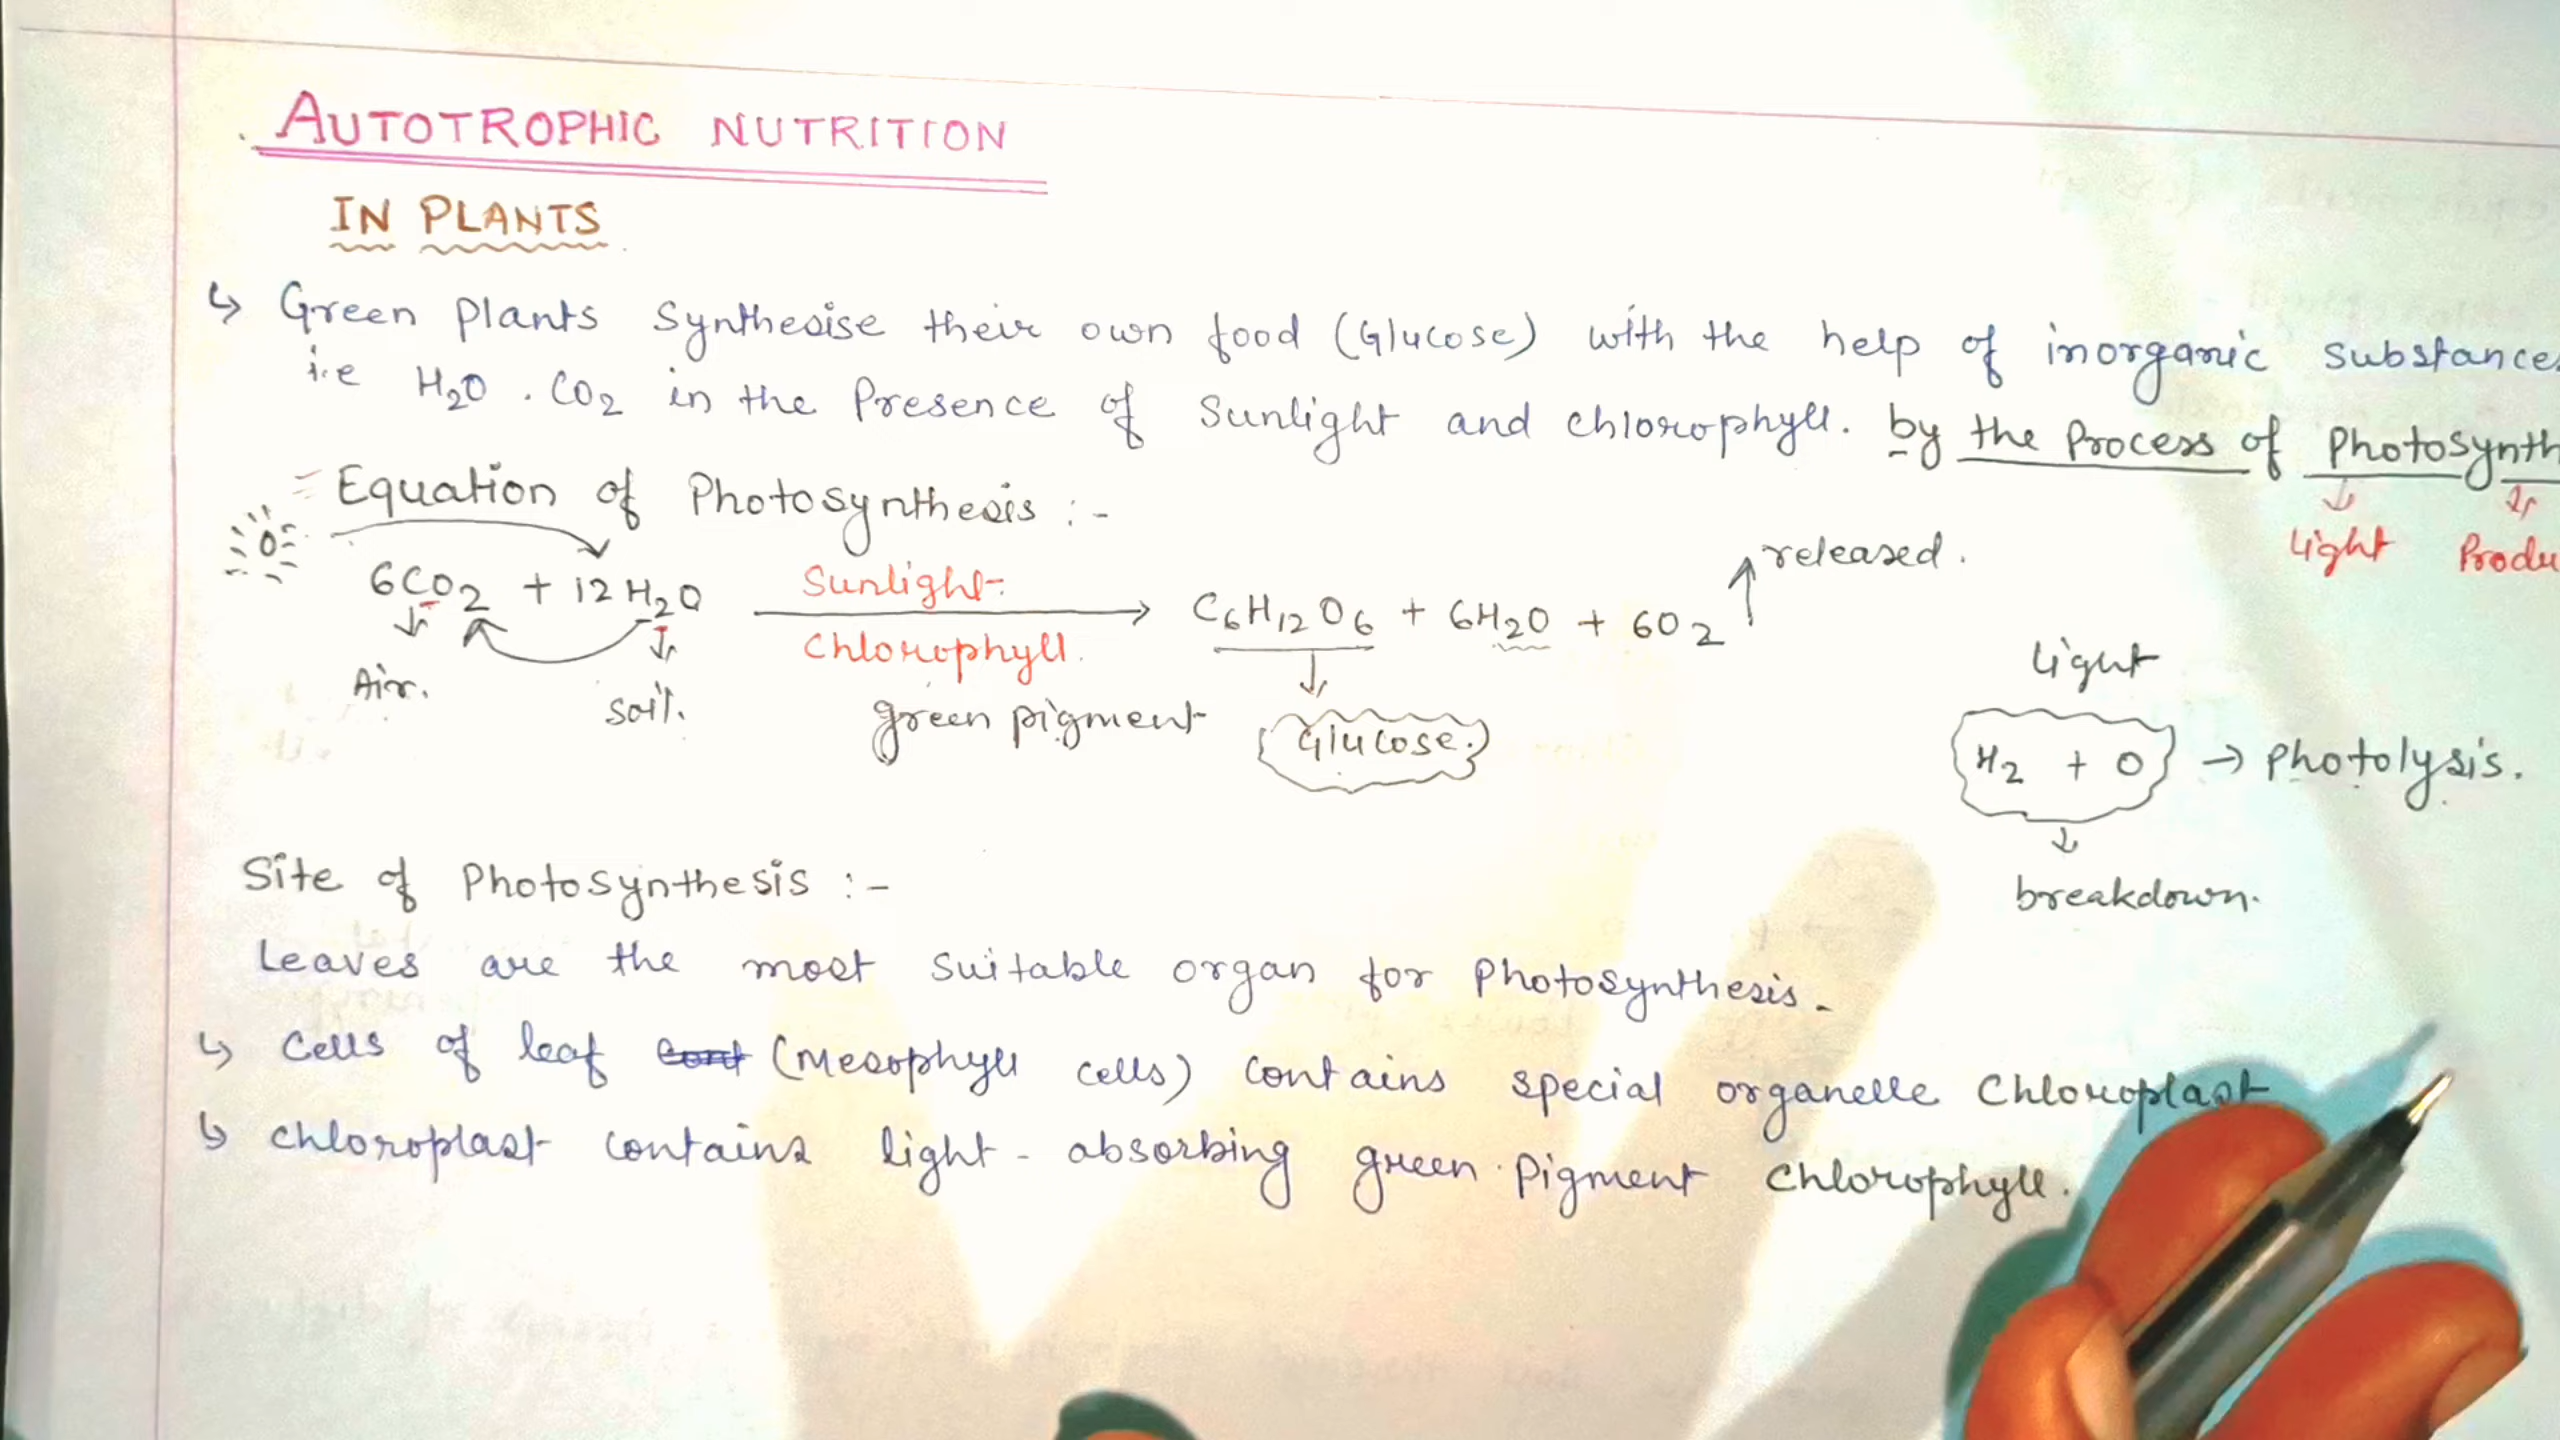 AUTOTROPHIC NUTRITION
IN PLANTS
↳ Green Plants Synthesise their own food (Glucose) with the help of inorganic Substance
i.e H₂O . CO₂ in the Presence of Sunlight and chlorophyll. by the Process of Photosynth
Light Produ
Equation of Photosynthesis :-
6CO₂ + 12H₂O Sunlight C₆H₁₂O₆ + 6H₂O + 6O₂ ↑ released.
Chlorophyll.
Air. Soil. green pigment Glucose.
Light
H₂ + O → Photolysis.
breakdown.
Site of Photosynthesis :-
Leaves are the most suitable organ for Photosynthesis.
↳ Cells of leaf (Mesophyll cells) contains special organelle Chloroplast
↳ Chloroplast contains light-absorbing green Pigment Chlorophyll.